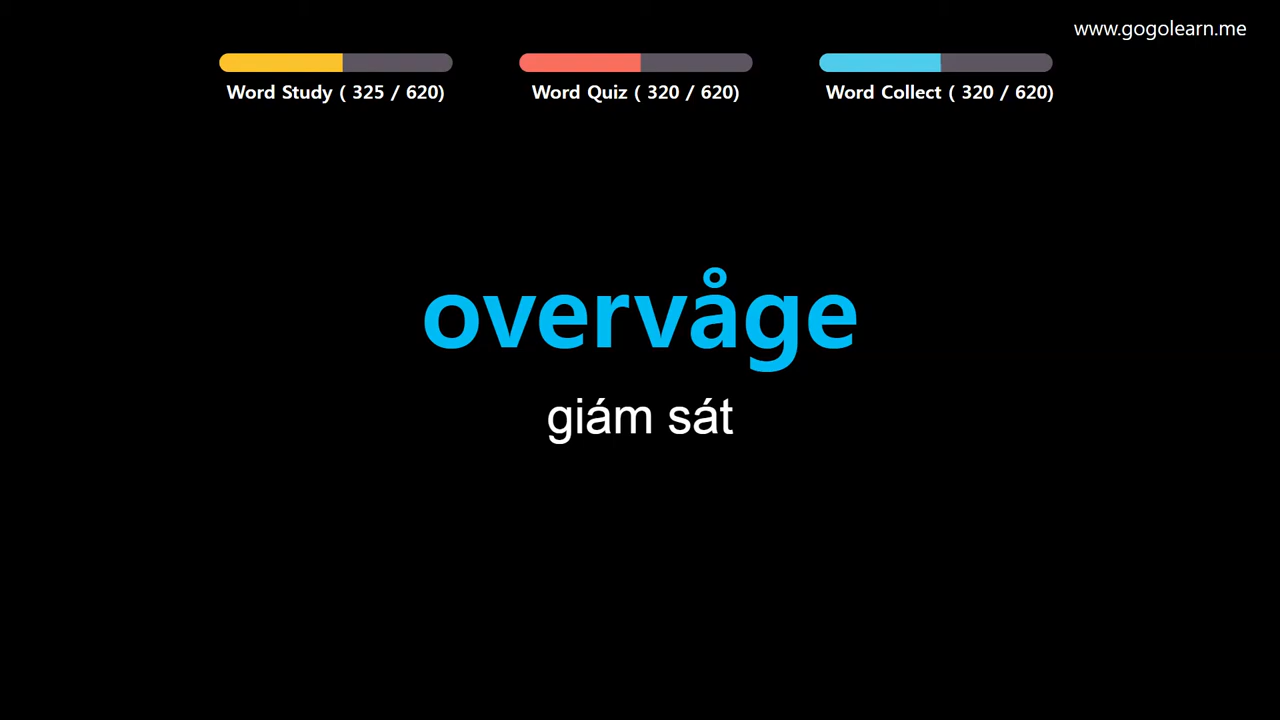 www.gogolearn.me
Word Study ( 325 / 620)
Word Quiz ( 320 / 620)
Word Collect ( 320 / 620)
overvåge
giám sát